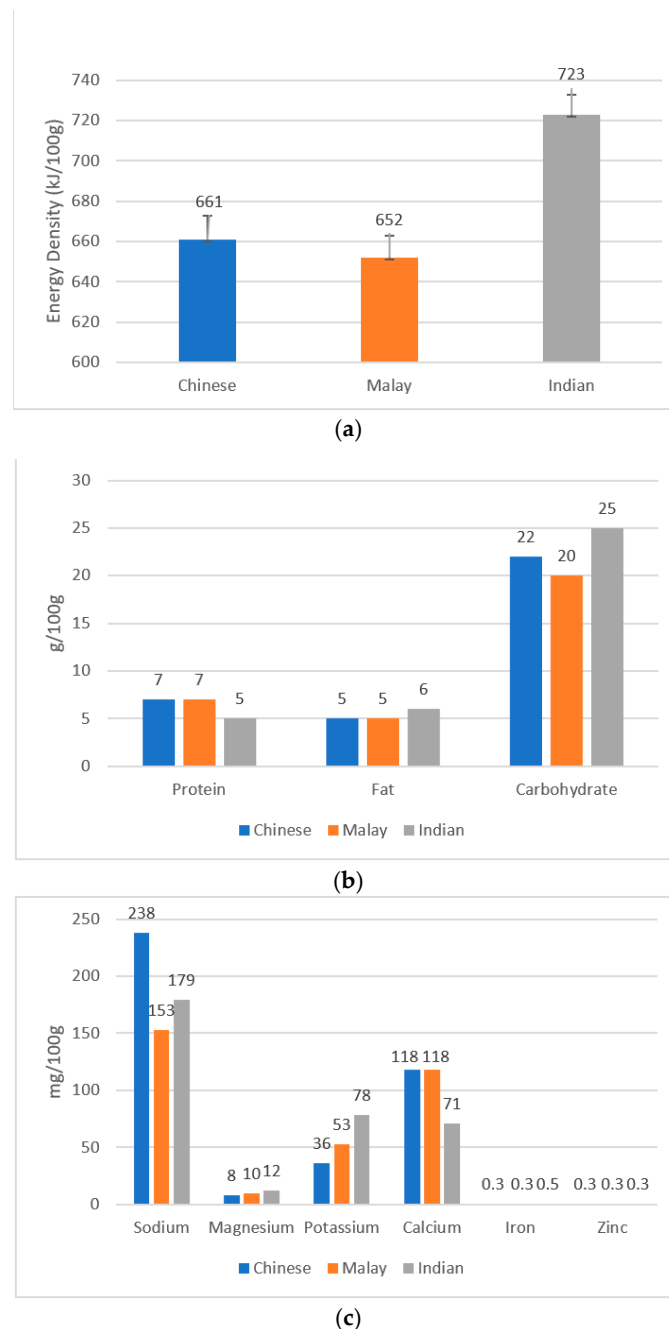 740
720
700
680
660
640
620
600
Energy Density (kJ/100g)
661
652
723
Chinese Malay Indian
(a)
30
25
20
15
10
5
0
g/100g
7 7 5 5 5 6 22 20 25
Protein Fat Carbohydrate
Chinese Malay Indian
(b)
250
200
150
100
50
0
mg/100g
238 153 179 8 10 12 36 53 78 118 118 71 0.3 0.3 0.5 0.3 0.3 0.3
Sodium Magnesium Potassium Calcium Iron Zinc
Chinese Malay Indian
(c)